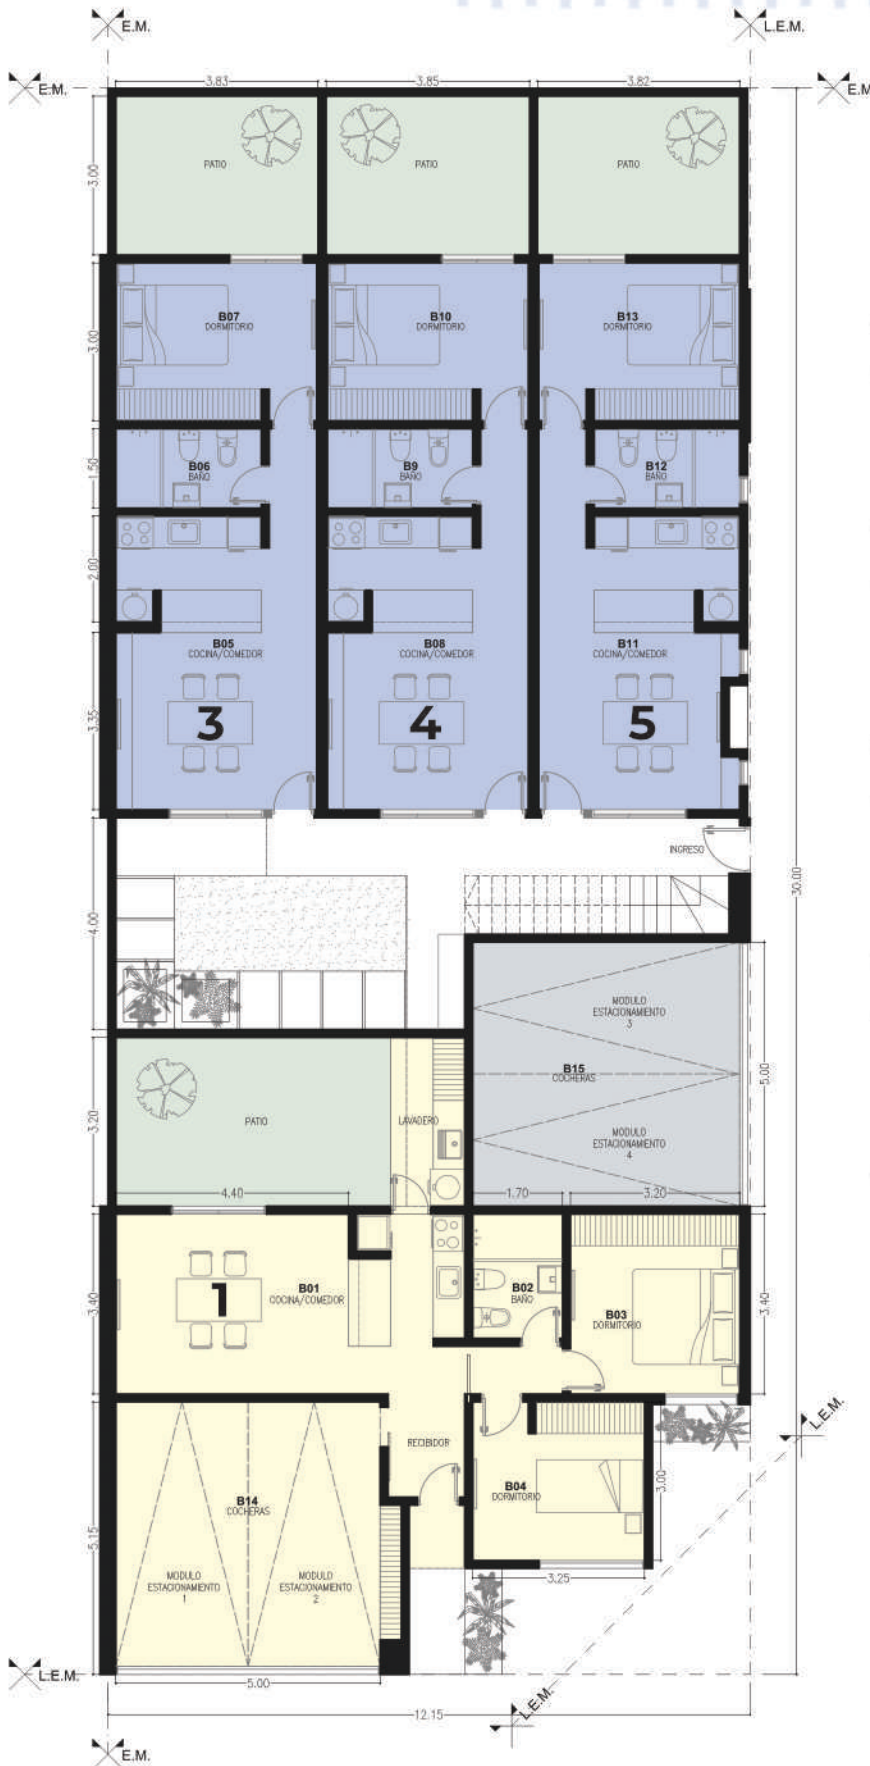 E.M.
L.E.M.
E.M.
E.M
3.83
3.85
3.82
PATIO
PATIO
PATIO
3.00
B07
DORMITORIO
B10
DORMITORIO
B13
DORMITORIO
3.00
B06
BAÑO
B9
BAÑO
B12
BAÑO
1.50
2.00
B05
COCINA/COMEDOR
B08
COCINA/COMEDOR
B11
COCINA/COMEDOR
3
4
5
3.35
INGRESO
30.00
4.00
MODULO
ESTACIONAMIENTO
3
B15
COCHERAS
MODULO
ESTACIONAMIENTO
4
5.00
3.20
PATIO
LAVADERO
4.40
1.70
3.20
B01
COCINA/COMEDOR
1
B02
BAÑO
B03
DORMITORIO
3.40
3.40
L.E.M.
RECIBIDOR
B04
DORMITORIO
3.00
B14
COCHERAS
5.15
MODULO
ESTACIONAMIENTO
1
MODULO
ESTACIONAMIENTO
2
3.25
L.E.M.
5.00
L.E.M.
12.15
E.M.